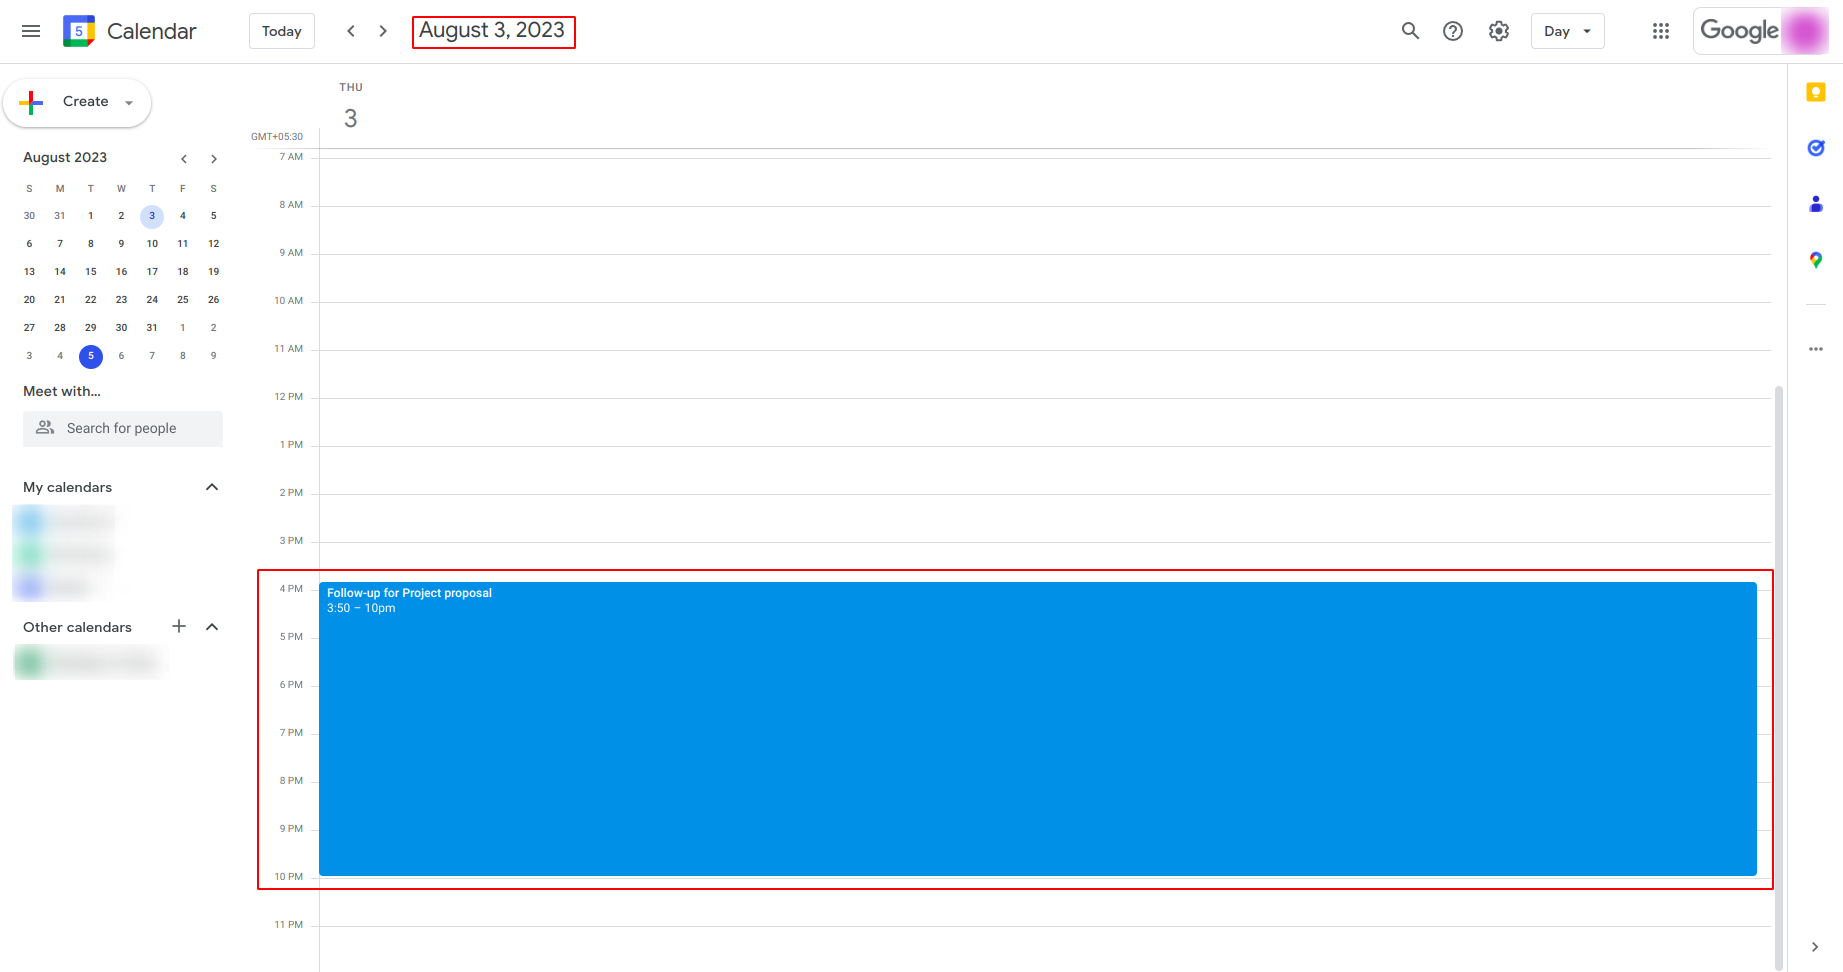 5
Calendar
Today
August 3, 2023
Day
Google
Create
August 2023
S M T W T F S
30 31 1 2 3 4 5
6 7 8 9 10 11 12
13 14 15 16 17 18 19
20 21 22 23 24 25 26
27 28 29 30 31 1 2
3 4 5 6 7 8 9
Meet with...
Search for people
My calendars
Other calendars
THU
3
GMT+05:30
7 AM
8 AM
9 AM
10 AM
11 AM
12 PM
1 PM
2 PM
3 PM
4 PM
Follow-up for Project proposal
3:50 – 10pm
5 PM
6 PM
7 PM
8 PM
9 PM
10 PM
11 PM